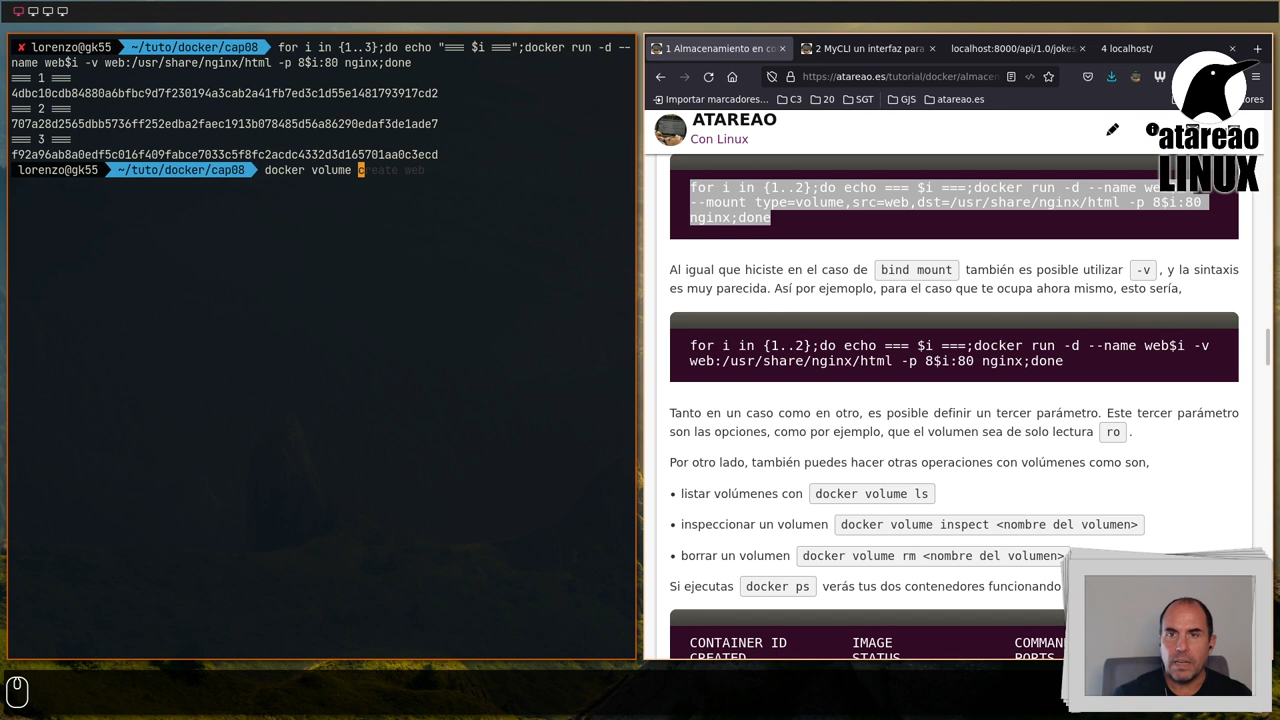 ✘ lorenzo@gk55 ~/tuto/docker/cap08 for i in {1..3};do echo "=== $i ===";docker run -d --
name web$i -v web:/usr/share/nginx/html -p 8$i:80 nginx;done
=== 1 ===
4dbc10cdb84880a6bfbc9d7f230194a3cab2a41fb7ed3c1d55e1481793917cd2
=== 2 ===
707a28d2565dbb5736ff252edba2faec1913b078485d56a86290edaf3de1ade7
=== 3 ===
f92a96ab8a0edf5c016f409fabce7033c5f8fc2acdc4332d3d165701aa0c3ecd
lorenzo@gk55 ~/tuto/docker/cap08 docker volume create web
1 Almacenamiento en co
2 MyCLI un interfaz para
localhost:8000/api/1.0/jokes
4 localhost/
https://atareao.es/tutorial/docker/almacen
Importar marcadores...
C3
20
SGT
GJS
atareao.es
ATAREAO
Con Linux
atareao
LINUX
for i in {1..2};do echo === $i ===;docker run -d --name we
--mount type=volume,src=web,dst=/usr/share/nginx/html -p 8$i:80
nginx;done
Al igual que hiciste en el caso de bind mount también es posible utilizar -v , y la sintaxis
es muy parecida. Así por ejemoplo, para el caso que te ocupa ahora mismo, esto sería,
for i in {1..2};do echo === $i ===;docker run -d --name web$i -v
web:/usr/share/nginx/html -p 8$i:80 nginx;done
Tanto en un caso como en otro, es posible definir un tercer parámetro. Este tercer parámetro
son las opciones, como por ejemplo, que el volumen sea de solo lectura ro .
Por otro lado, también puedes hacer otras operaciones con volúmenes como son,
• listar volúmenes con docker volume ls
• inspeccionar un volumen docker volume inspect <nombre del volumen>
• borrar un volumen docker volume rm <nombre del volumen>
Si ejecutas docker ps verás tus dos contenedores funcionando
CONTAINER ID IMAGE COMMAN
CREATED STATUS PORTS